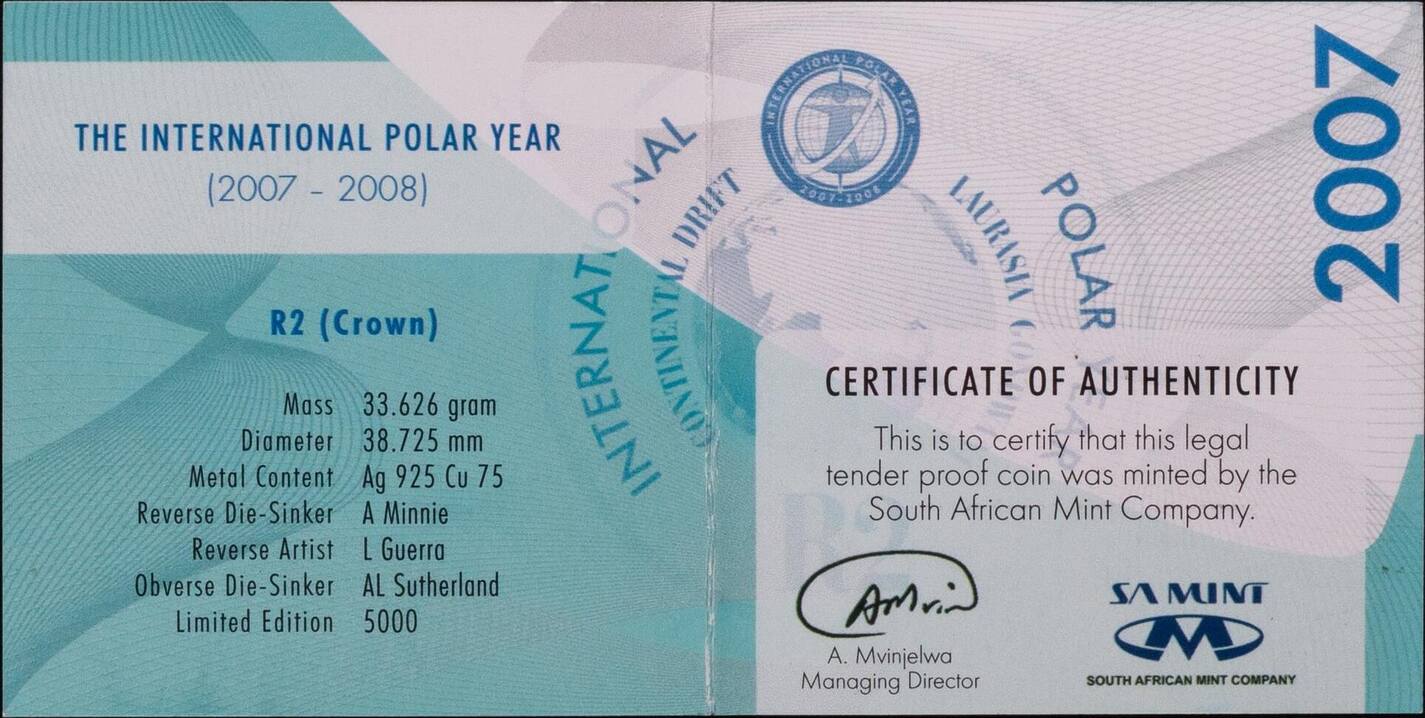 THE INTERNATIONAL POLAR YEAR
(2007 - 2008)
R2 (Crown)
Mass 33.626 gram
Diameter 38.725 mm
Metal Content Ag 925 Cu 75
Reverse Die-Sinker A Minnie
Reverse Artist L Guerra
Obverse Die-Sinker AL Sutherland
Limited Edition 5000
INTERNATIONAL POLAR YEAR
CONTINENTAL DRIFT
LAURASIA
R2
INTERNATIONAL POLAR YEAR
2007-2008
2007
CERTIFICATE OF AUTHENTICITY
This is to certify that this legal
tender proof coin was minted by the
South African Mint Company.
A. Mvinjelwa
Managing Director
SA MINT
SOUTH AFRICAN MINT COMPANY